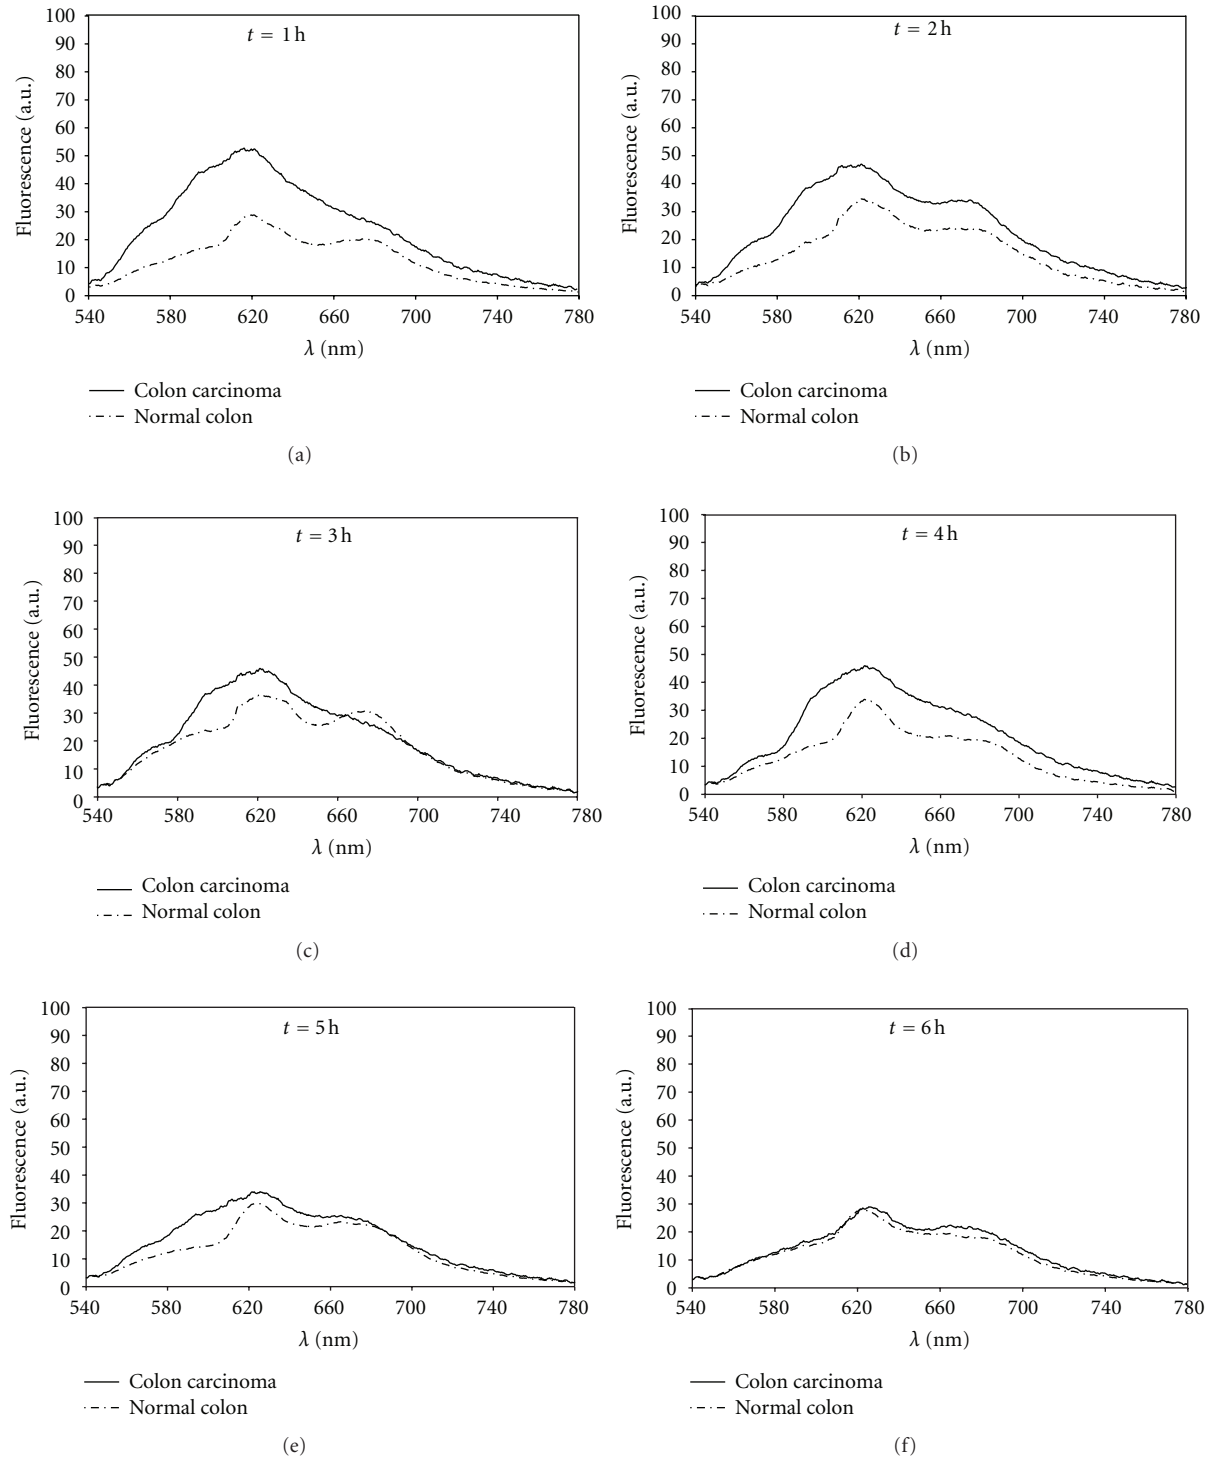 t = 1 h
100
90
80
70
60
50
40
30
20
10
0
Fluorescence (a.u.)
540 580 620 660 700 740 780
λ (nm)
Colon carcinoma
Normal colon
(a)
t = 2 h
100
90
80
70
60
50
40
30
20
10
0
Fluorescence (a.u.)
540 580 620 660 700 740 780
λ (nm)
Colon carcinoma
Normal colon
(b)
t = 3 h
100
90
80
70
60
50
40
30
20
10
0
Fluorescence (a.u.)
540 580 620 660 700 740 780
λ (nm)
Colon carcinoma
Normal colon
(c)
t = 4 h
100
90
80
70
60
50
40
30
20
10
0
Fluorescence (a.u.)
540 580 620 660 700 740 780
λ (nm)
Colon carcinoma
Normal colon
(d)
t = 5 h
100
90
80
70
60
50
40
30
20
10
0
Fluorescence (a.u.)
540 580 620 660 700 740 780
λ (nm)
Colon carcinoma
Normal colon
(e)
t = 6 h
100
90
80
70
60
50
40
30
20
10
0
Fluorescence (a.u.)
540 580 620 660 700 740 780
λ (nm)
Colon carcinoma
Normal colon
(f)